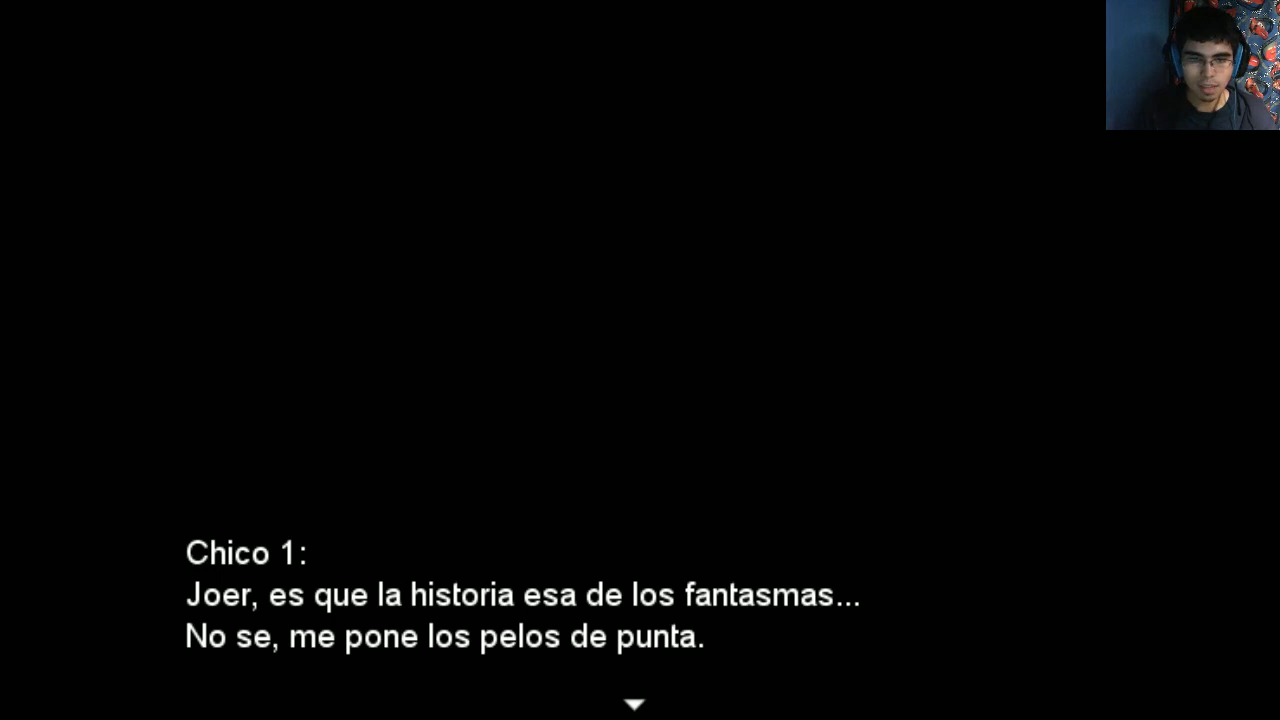 Chico 1:
Joer, es que la historia esa de los fantasmas...
No se, me pone los pelos de punta.